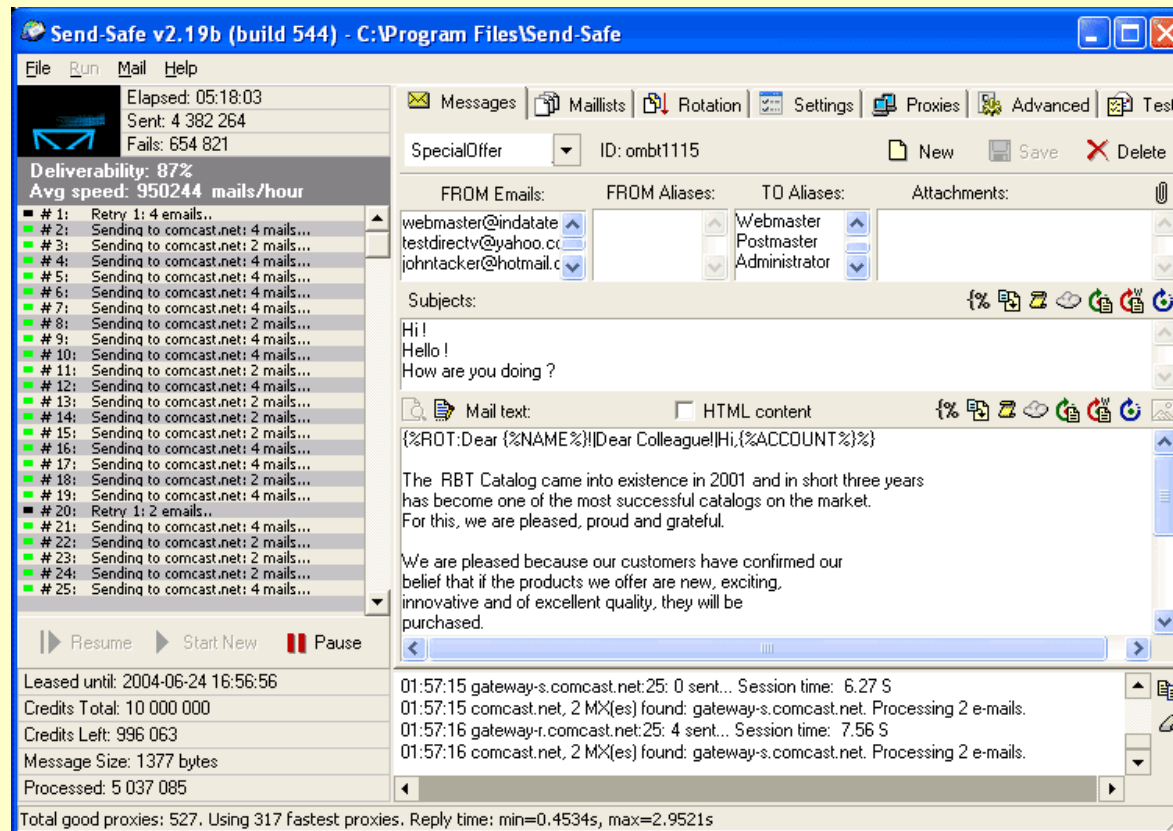 Send-Safe v2.19b (build 544) - C:\Program Files\Send-Safe
File Run Mail Help
Elapsed: 05:18:03
Sent: 4 382 264
Fails: 654 821
Deliverability: 87%
Avg speed: 950244 mails/hour
# 1: Retry 1: 4 emails..
# 2: Sending to comcast.net: 4 mails...
# 3: Sending to comcast.net: 2 mails...
# 4: Sending to comcast.net: 4 mails...
# 5: Sending to comcast.net: 4 mails...
# 6: Sending to comcast.net: 4 mails...
# 7: Sending to comcast.net: 4 mails...
# 8: Sending to comcast.net: 2 mails...
# 9: Sending to comcast.net: 4 mails...
# 10: Sending to comcast.net: 4 mails...
# 11: Sending to comcast.net: 2 mails...
# 12: Sending to comcast.net: 4 mails...
# 13: Sending to comcast.net: 2 mails...
# 14: Sending to comcast.net: 2 mails...
# 15: Sending to comcast.net: 2 mails...
# 16: Sending to comcast.net: 4 mails...
# 17: Sending to comcast.net: 4 mails...
# 18: Sending to comcast.net: 2 mails...
# 19: Sending to comcast.net: 4 mails...
# 20: Retry 1: 2 emails..
# 21: Sending to comcast.net: 4 mails...
# 22: Sending to comcast.net: 2 mails...
# 23: Sending to comcast.net: 2 mails...
# 24: Sending to comcast.net: 2 mails...
# 25: Sending to comcast.net: 4 mails...
Resume Start New Pause
Leased until: 2004-06-24 16:56:56
Credits Total: 10 000 000
Credits Left: 996 063
Message Size: 1377 bytes
Processed: 5 037 085
Messages Maillists Rotation Settings Proxies Advanced Test
SpecialOffer ID: ombt1115 New Save Delete
FROM Emails: FROM Aliases: TO Aliases: Attachments:
webmaster@indatate Webmaster
testdirectv@yahoo.co Postmaster
johntacker@hotmail.c Administrator
Subjects: {%
Hi !
Hello !
How are you doing ?
Mail text: HTML content {%
{%ROT:Dear {%NAME%}!|Dear Colleague!|Hi,{%ACCOUNT%}%}
The RBT Catalog came into existence in 2001 and in short three years
has become one of the most successful catalogs on the market.
For this, we are pleased, proud and grateful.
We are pleased because our customers have confirmed our
belief that if the products we offer are new, exciting,
innovative and of excellent quality, they will be
purchased.
01:57:15 gateway-s.comcast.net:25: 0 sent... Session time: 6.27 S
01:57:15 comcast.net, 2 MX(es) found: gateway-s.comcast.net. Processing 2 e-mails.
01:57:16 gateway-r.comcast.net:25: 4 sent... Session time: 7.56 S
01:57:16 comcast.net, 2 MX(es) found: gateway-s.comcast.net. Processing 2 e-mails.
Total good proxies: 527. Using 317 fastest proxies. Reply time: min=0.4534s, max=2.9521s